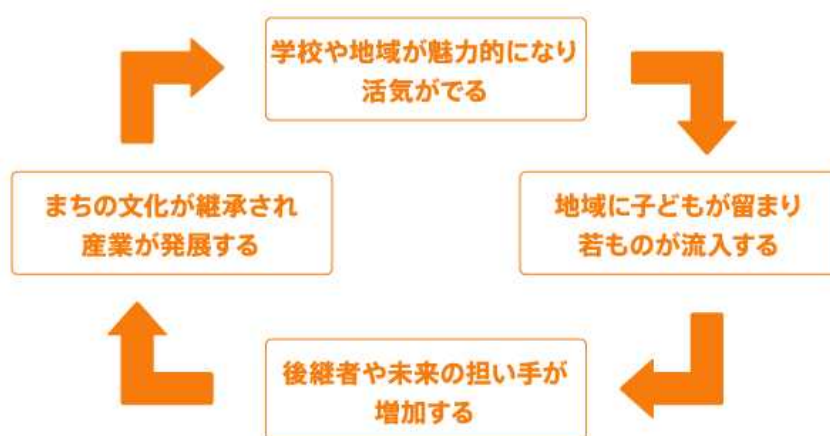 学校や地域が魅力的になり
活気がでる
地域に子どもが留まり
若ものが流入する
後継者や未来の担い手が
増加する
まちの文化が継承され
産業が発展する